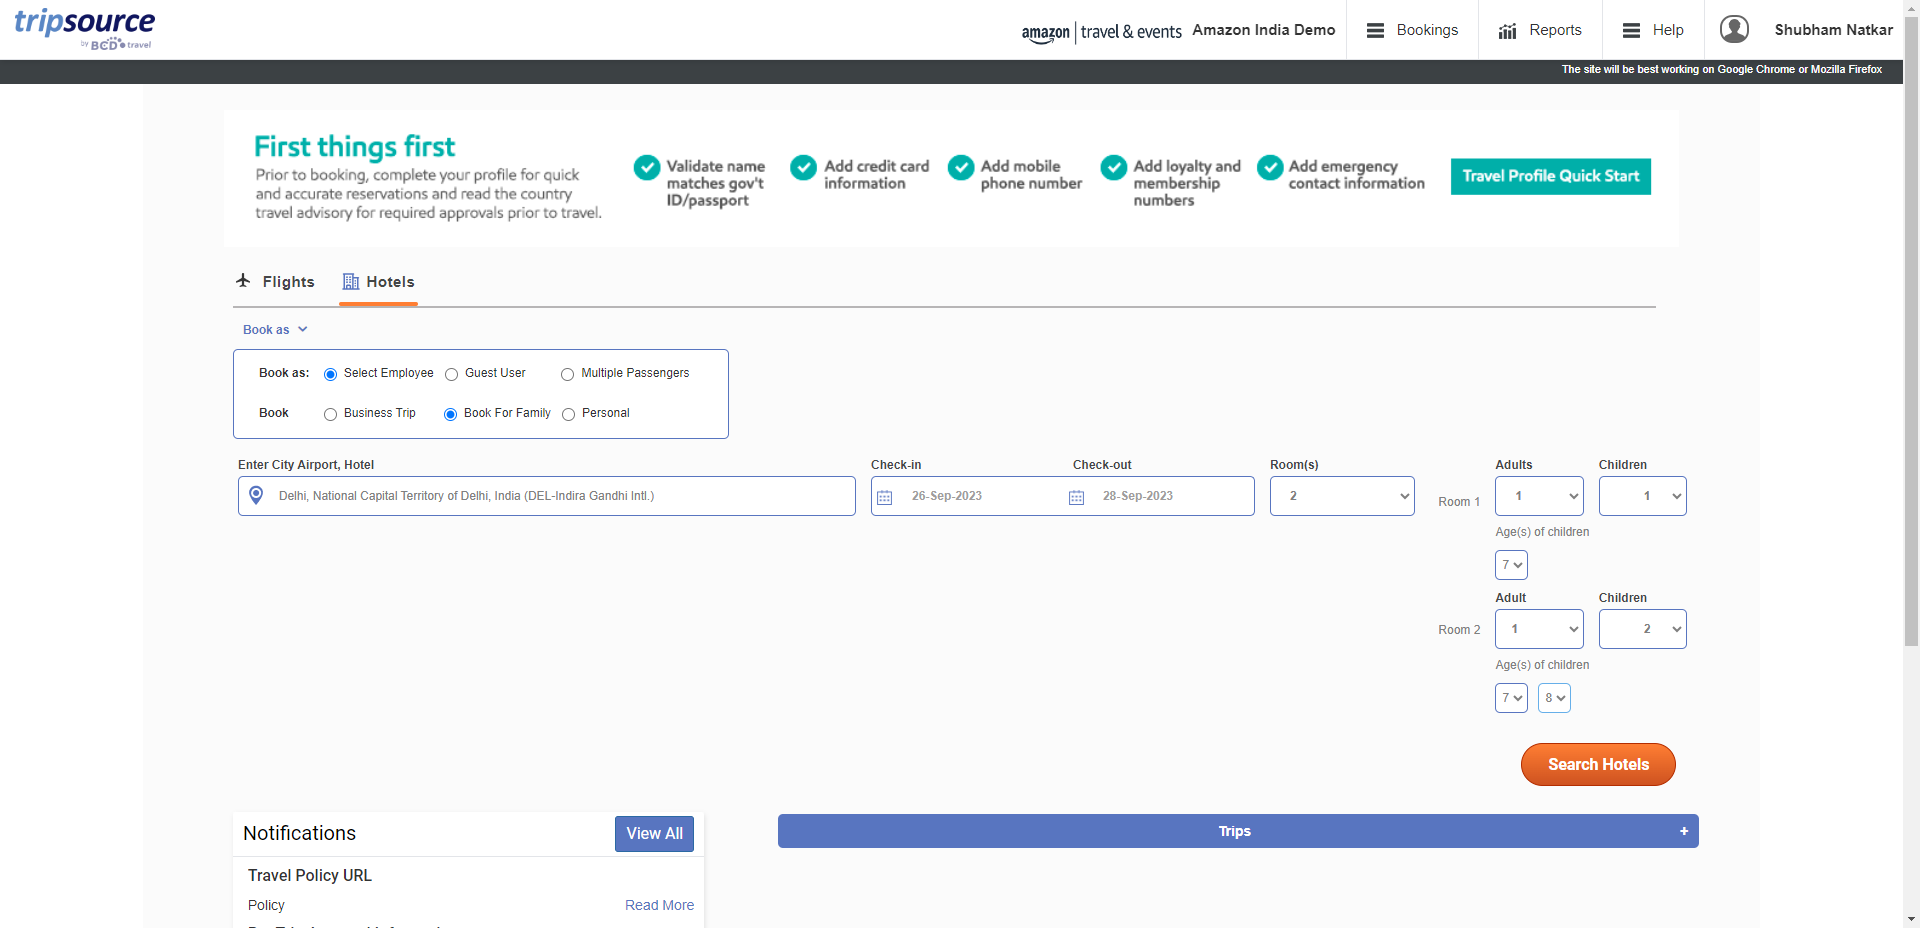 tripsource
by BCD travel
amazon travel & events Amazon India Demo
Bookings
Reports
Help
Shubham Natkar
The site will be best working on Google Chrome or Mozilla Firefox
First things first
Prior to booking, complete your profile for quick
and accurate reservations and read the country
travel advisory for required approvals prior to travel.
Validate name
matches gov't
ID/passport
Add credit card
information
Add mobile
phone number
Add loyalty and
membership
numbers
Add emergency
contact information
Travel Profile Quick Start
Flights
Hotels
Book as
Book as: Select Employee Guest User Multiple Passengers
Book Business Trip Book For Family Personal
Enter City Airport, Hotel
Delhi, National Capital Territory of Delhi, India (DEL-Indira Gandhi Intl.)
Check-in
26-Sep-2023
Check-out
28-Sep-2023
Room(s)
2
Adults Children
Room 1 1 1
Age(s) of children
7
Adult Children
Room 2 1 2
Age(s) of children
7 8
Search Hotels
Notifications
View All
Travel Policy URL
Policy Read More
Trips +